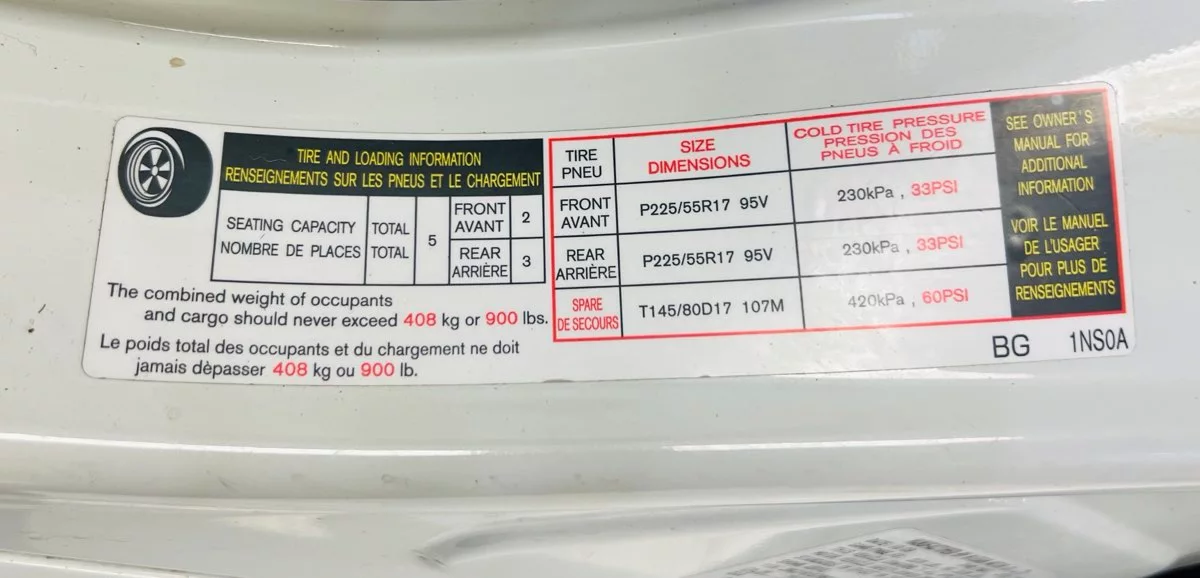 TIRE AND LOADING INFORMATION
RENSEIGNEMENTS SUR LES PNEUS ET LE CHARGEMENT
SEATING CAPACITY
NOMBRE DE PLACES
TOTAL
TOTAL
5
FRONT
AVANT
2
REAR
ARRIÈRE
3
The combined weight of occupants
and cargo should never exceed 408 kg or 900 lbs.
Le poids total des occupants et du chargement ne doit
jamais dèpasser 408 kg ou 900 lb.
TIRE
PNEU
SIZE
DIMENSIONS
COLD TIRE PRESSURE
PRESSION DES
PNEUS À FROID
FRONT
AVANT
P225/55R17 95V
230kPa , 33PSI
REAR
ARRIÈRE
P225/55R17 95V
230kPa , 33PSI
SPARE
DE SECOURS
T145/80D17 107M
420kPa , 60PSI
SEE OWNER'S
MANUAL FOR
ADDITIONAL
INFORMATION
VOIR LE MANUEL
DE L'USAGER
POUR PLUS DE
RENSEIGNEMENTS
BG 1NS0A